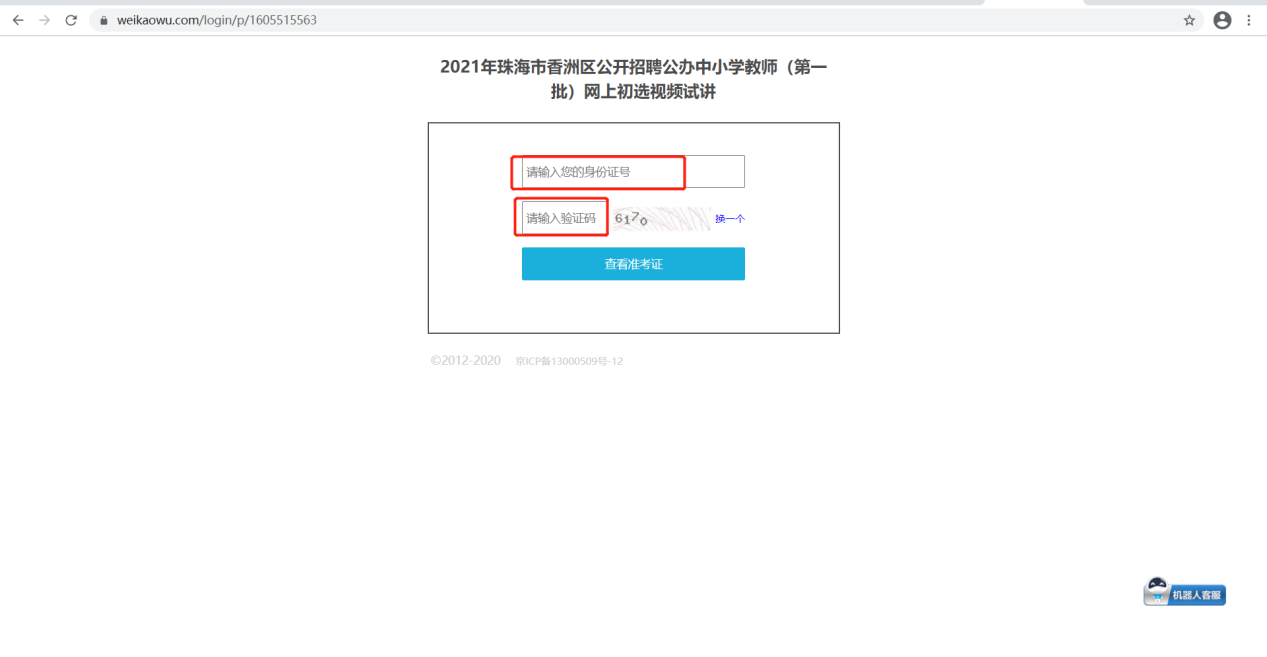 weikaowu.com/login/p/1605515563
2021年珠海市香洲区公开招聘公办中小学教师（第一
批）网上初选视频试讲
请输入您的身份证号
请输入验证码 6170 换一个
查看准考证
©2012-2020 京ICP备13000509号-12
机器人客服